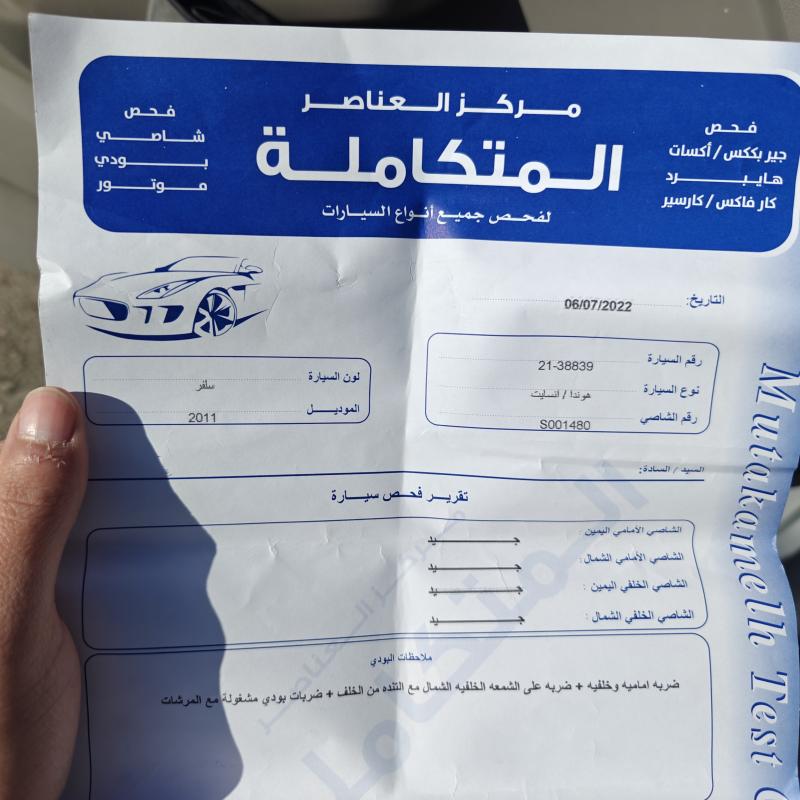 مركز العناصر
المتكاملة
لفحص جميع أنواع السيارات
فحص
جير بككس / أكسات
هايبرد
كار فاكس / كارسير
فحص
شاصي
بودي
موتور
التاريخ: 06/07/2022
رقم السيارة 21-38839
نوع السيارة هوندا / انسايت
رقم الشاصي S001480
لون السيارة سلفر
الموديل 2011
السيد / السادة:
تقرير فحص سيارة
الشاصي الأمامي اليمين : جيد
الشاصي الأمامي الشمال : جيد
الشاصي الخلفي اليمين : جيد
الشاصي الخلفي الشمال : جيد
ملاحظات البودي
ضربه اماميه وخلفيه + ضربه على الشمعه الخلفيه الشمال مع التنده من الخلف + ضربات بودي مشغولة مع المرشات
Mutakamelh Test
مركز العناصر